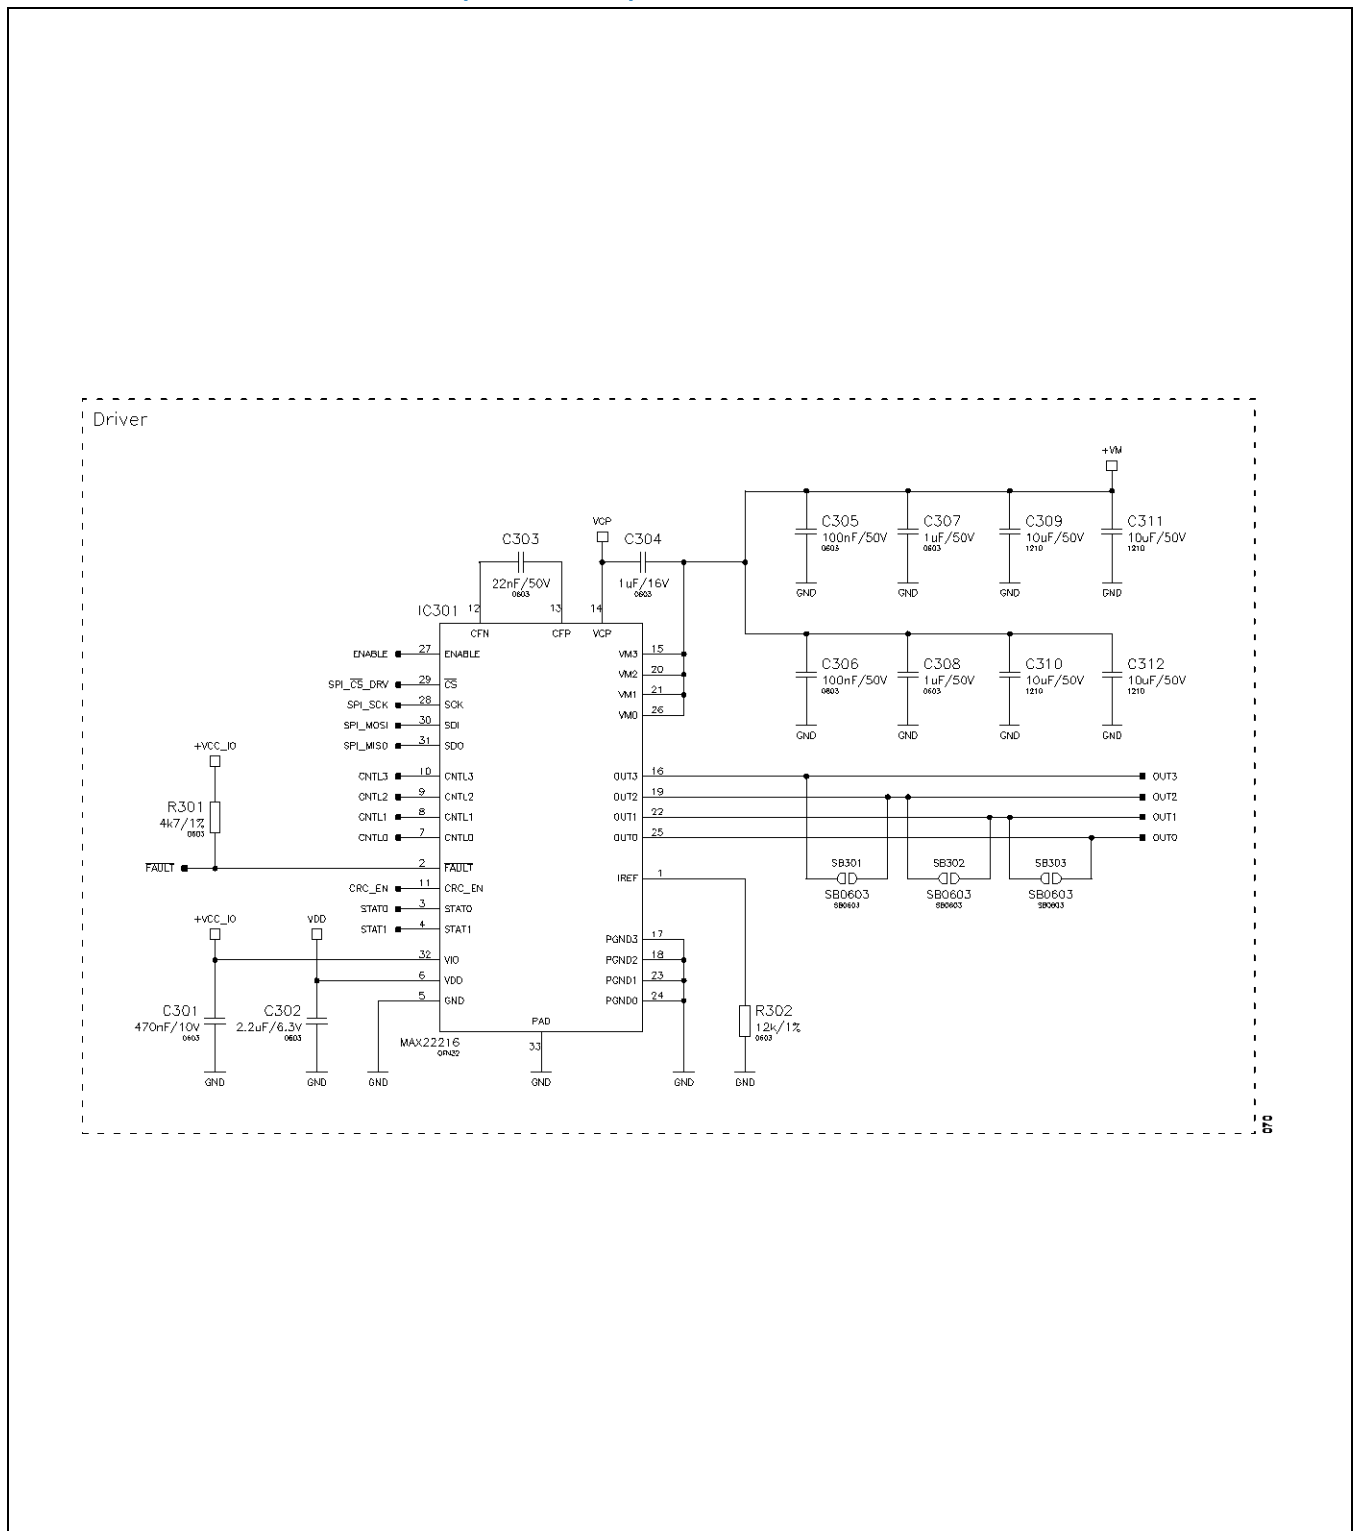 Driver
+VM
C305
100nF/50V
0603
C307
1uF/50V
0603
C309
10uF/50V
1210
C311
10uF/50V
1210
GND
GND
GND
GND
VCP
C303
22nF/50V
0603
C304
1uF/16V
0603
IC301
12
13
14
CFN
CFP
VCP
ENABLE
27
ENABLE
SPI_CS_DRV
29
CS
SPI_SCK
28
SCK
SPI_MOSI
30
SDI
SPI_MISO
31
SDO
VM3
15
VM2
20
VM1
21
VM0
26
C306
100nF/50V
0603
C308
1uF/50V
0603
C310
10uF/50V
1210
C312
10uF/50V
1210
GND
GND
GND
GND
+VCC_IO
R301
4k7/1%
0603
CNTL3
10
CNTL3
CNTL2
9
CNTL2
CNTL1
8
CNTL1
CNTL0
7
CNTL0
OUT3
16
OUT3
OUT2
19
OUT2
OUT1
22
OUT1
OUT0
25
OUT0
FAULT
2
FAULT
CRC_EN
11
CRC_EN
STAT0
3
STAT0
STAT1
4
STAT1
IREF
1
SB301
SB0603
SB0603
SB302
SB0603
SB0603
SB303
SB0603
SB0603
+VCC_IO
VDD
32
VIO
6
VDD
5
GND
PGND3
17
PGND2
18
PGND1
23
PGND0
24
C301
470nF/10V
0603
C302
2.2uF/6.3V
0603
R302
12k/1%
0603
PAD
MAX22216
QFN32
33
GND
GND
GND
GND
GND
GND
070